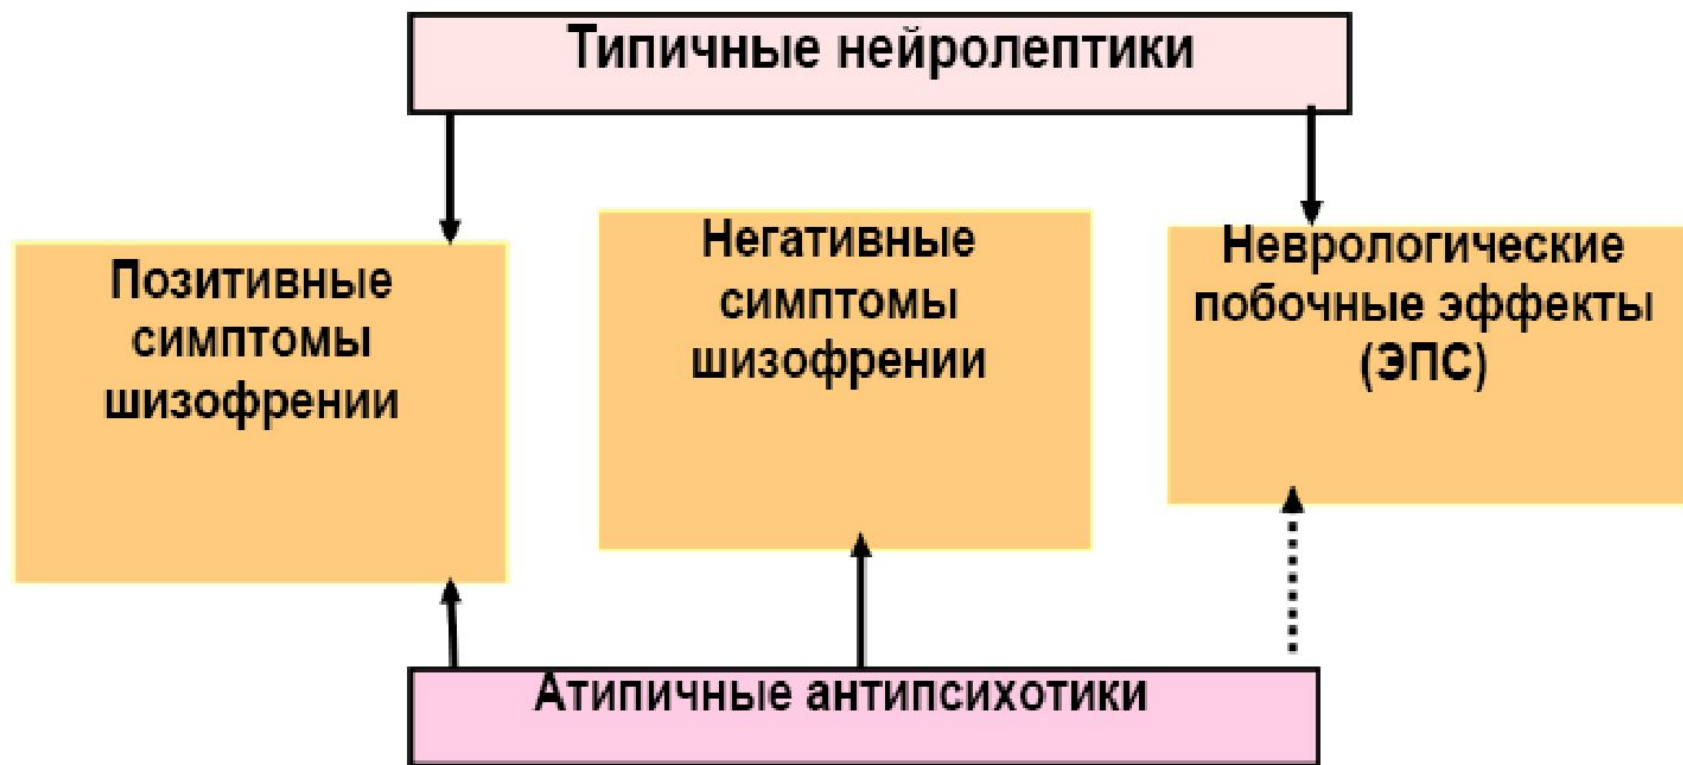 Типичные нейролептики
Позитивные
симптомы
шизофрении
Негативные
симптомы
шизофрении
Неврологические
побочные эффекты
(ЭПС)
Атипичные антипсихотики